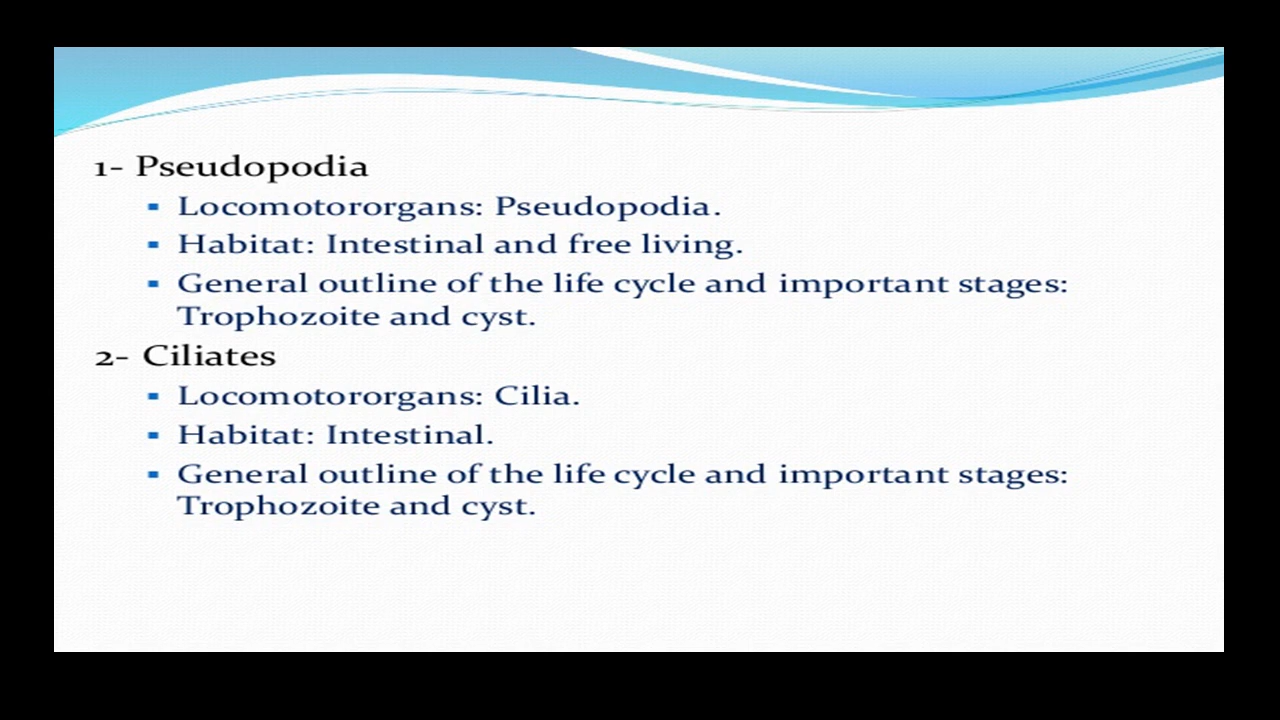 1- Pseudopodia
Locomotororgans: Pseudopodia.
Habitat: Intestinal and free living.
General outline of the life cycle and important stages:
Trophozoite and cyst.
2- Ciliates
Locomotororgans: Cilia.
Habitat: Intestinal.
General outline of the life cycle and important stages:
Trophozoite and cyst.